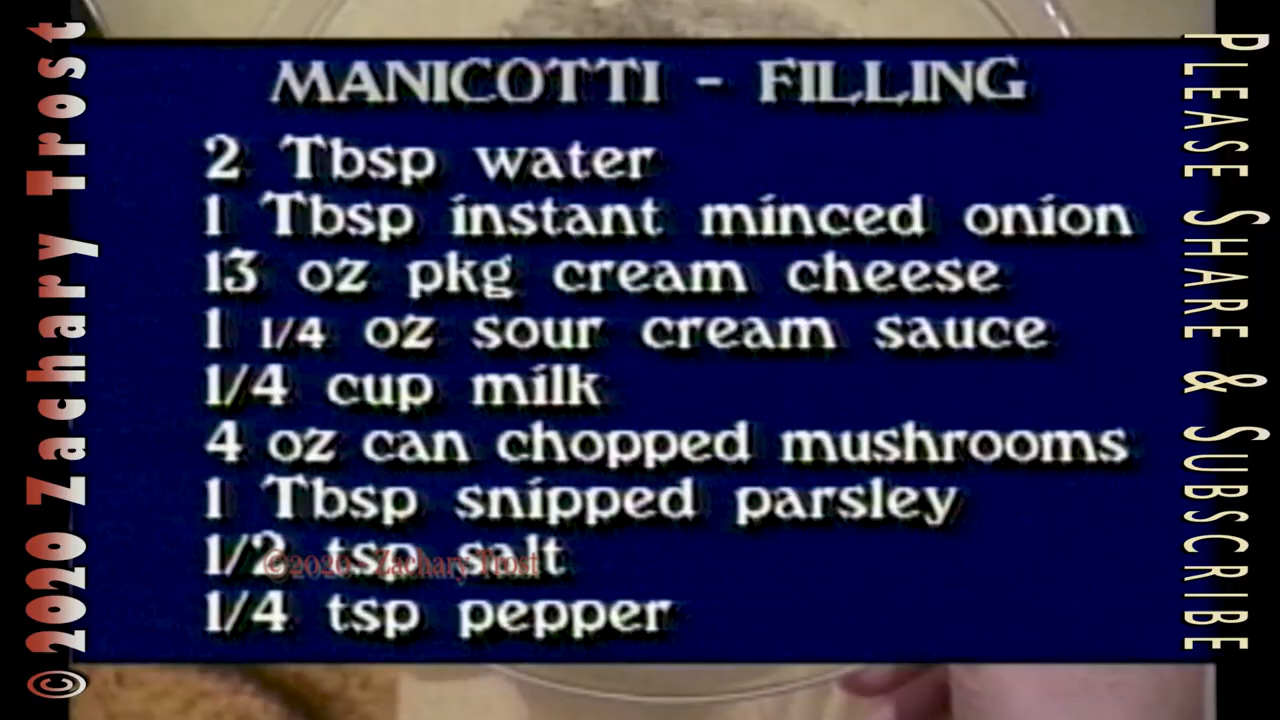 © 2020 Zachary Trost
MANICOTTI - FILLING
2 Tbsp water
1 Tbsp instant minced onion
13 oz pkg cream cheese
1 1/4 oz sour cream sauce
1/4 cup milk
4 oz can chopped mushrooms
1 Tbsp snipped parsley
1/2 tsp salt
©2020 - Zachary Trost
1/4 tsp pepper
PLEASE SHARE & SUBSCRIBE